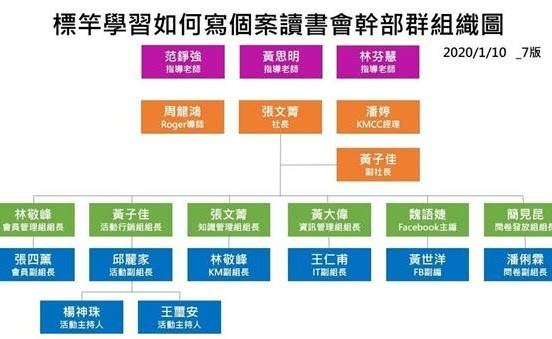 標竿學習如何寫個案讀書會幹部群組織圖
2020/1/10 _7版
范錚強
指導老師
黃思明
指導老師
林芬慧
指導老師
周龍鴻
Roger導師
張文菁
社長
潘婷
KMCC經理
黃子佳
副社長
林敬峰
會員管理組組長
黃子佳
活動行銷組組長
張文菁
知識管理組組長
黃大偉
資訊管理組組長
魏語婕
Facebook主編
簡見昆
問卷發放組組長
張四薰
會員副組長
邱麗家
活動副組長
林敬峰
KM副組長
王仁甫
IT副組長
黃世洋
FB副編
潘俐霖
問卷副組長
楊神珠
活動主持人
王璽安
活動主持人